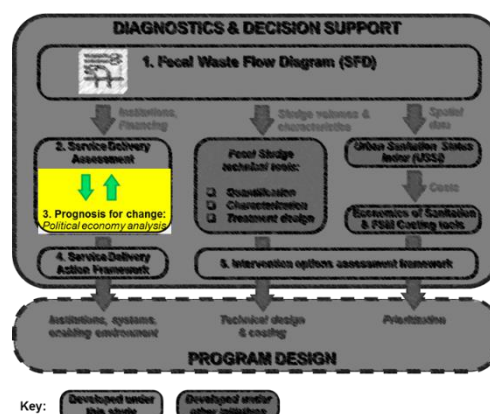 DIAGNOSTICS & DECISION SUPPORT
1. Fecal Waste Flow Diagram (SFD)
Institutions,
Financing
Sludge volumes &
characteristics
Spatial
data
2. Service Delivery
Assessment
3. Prognosis for change:
Political economy analysis
Fecal Sludge
technical tools:
Quantification
Characterization
Treatment design
Urban Sanitation Status
Index (USSI)
Costs
Economics of Sanitation
& FSM Costing tools
4. Service Delivery
Action Framework
5. Intervention options assessment framework
Institutions, systems,
enabling environment
Technical design
& costing
Prioritization
PROGRAM DESIGN
Key:
Developed under
this study
Developed under
other initiatives